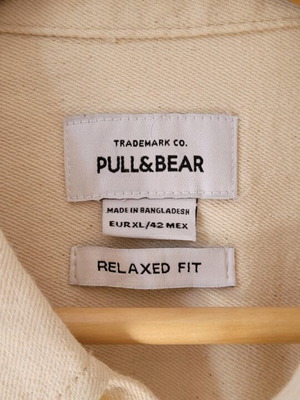 TRADEMARK CO.
PULL&BEAR
MADE IN BANGLADESH
EUR XL/42 MEX
RELAXED FIT